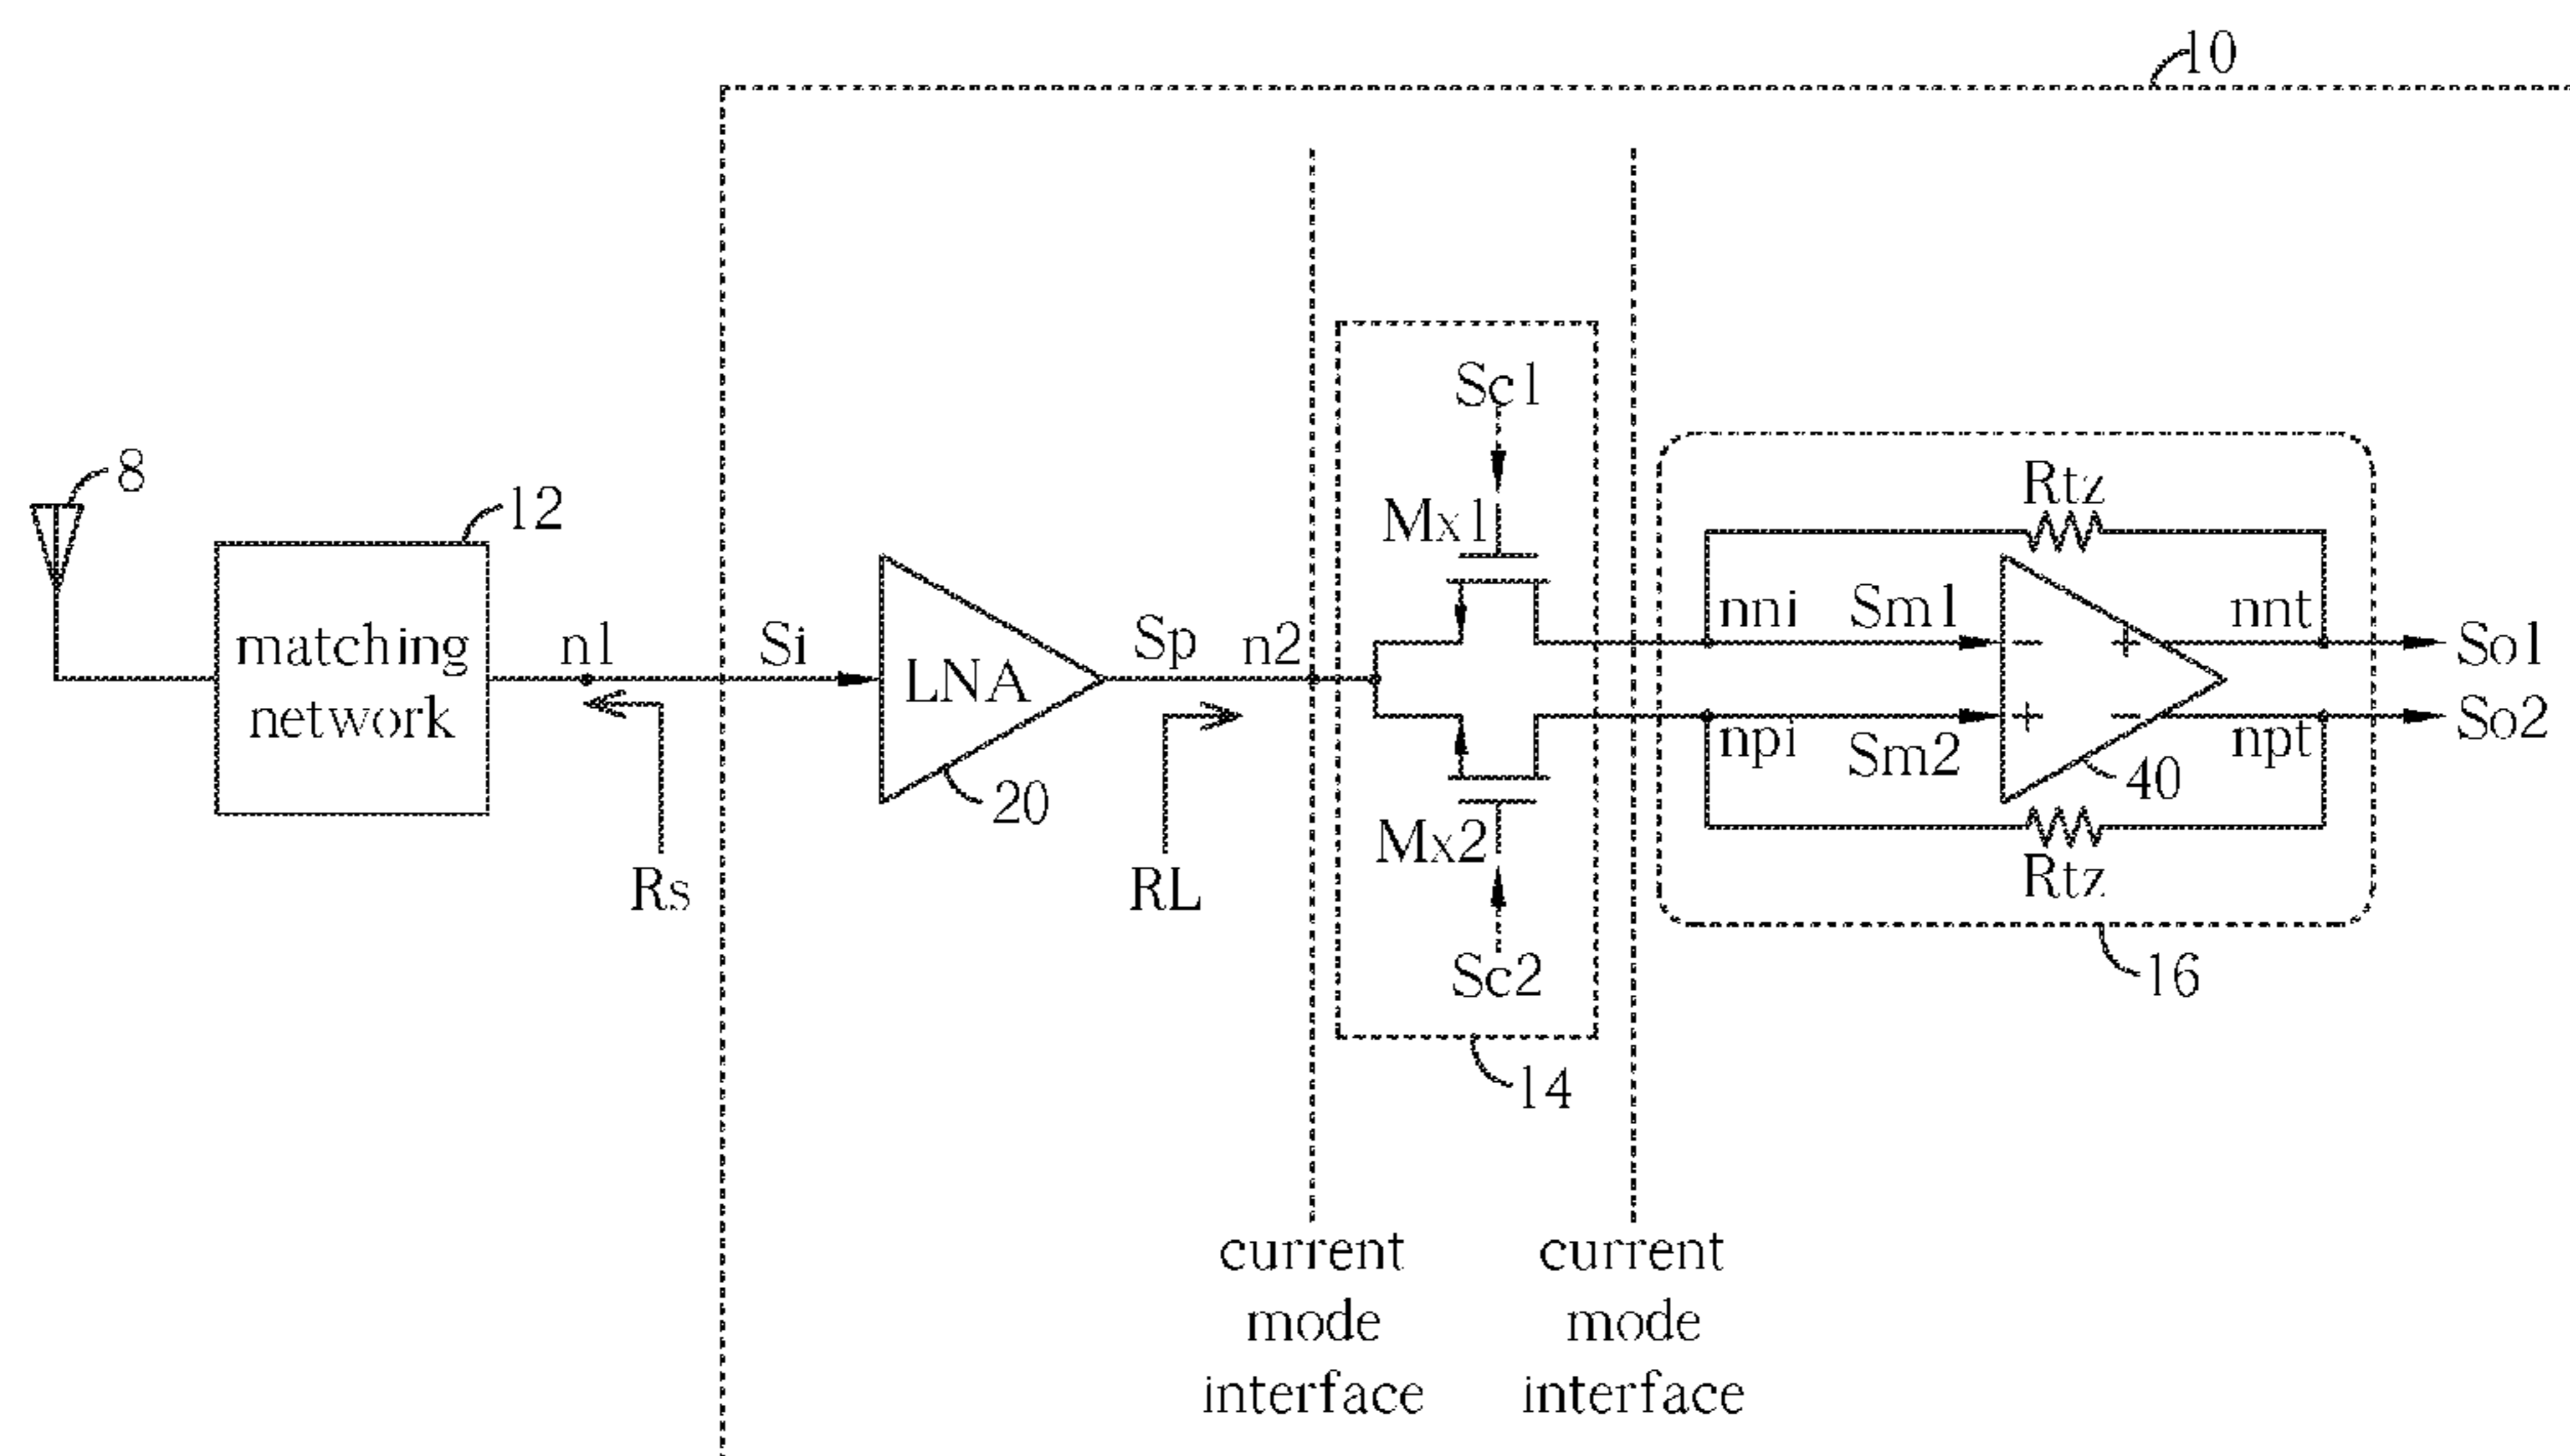 10
8
12
matching
network
n1
Rs
Si
LNA
20
Sp
n2
RL
Sc1
Mx1
Mx2
Sc2
14
Rtz
nni
Sm1
- +
nnt
So1
npi
Sm2
+ -
npt
So2
40
Rtz
16
current
mode
interface
current
mode
interface